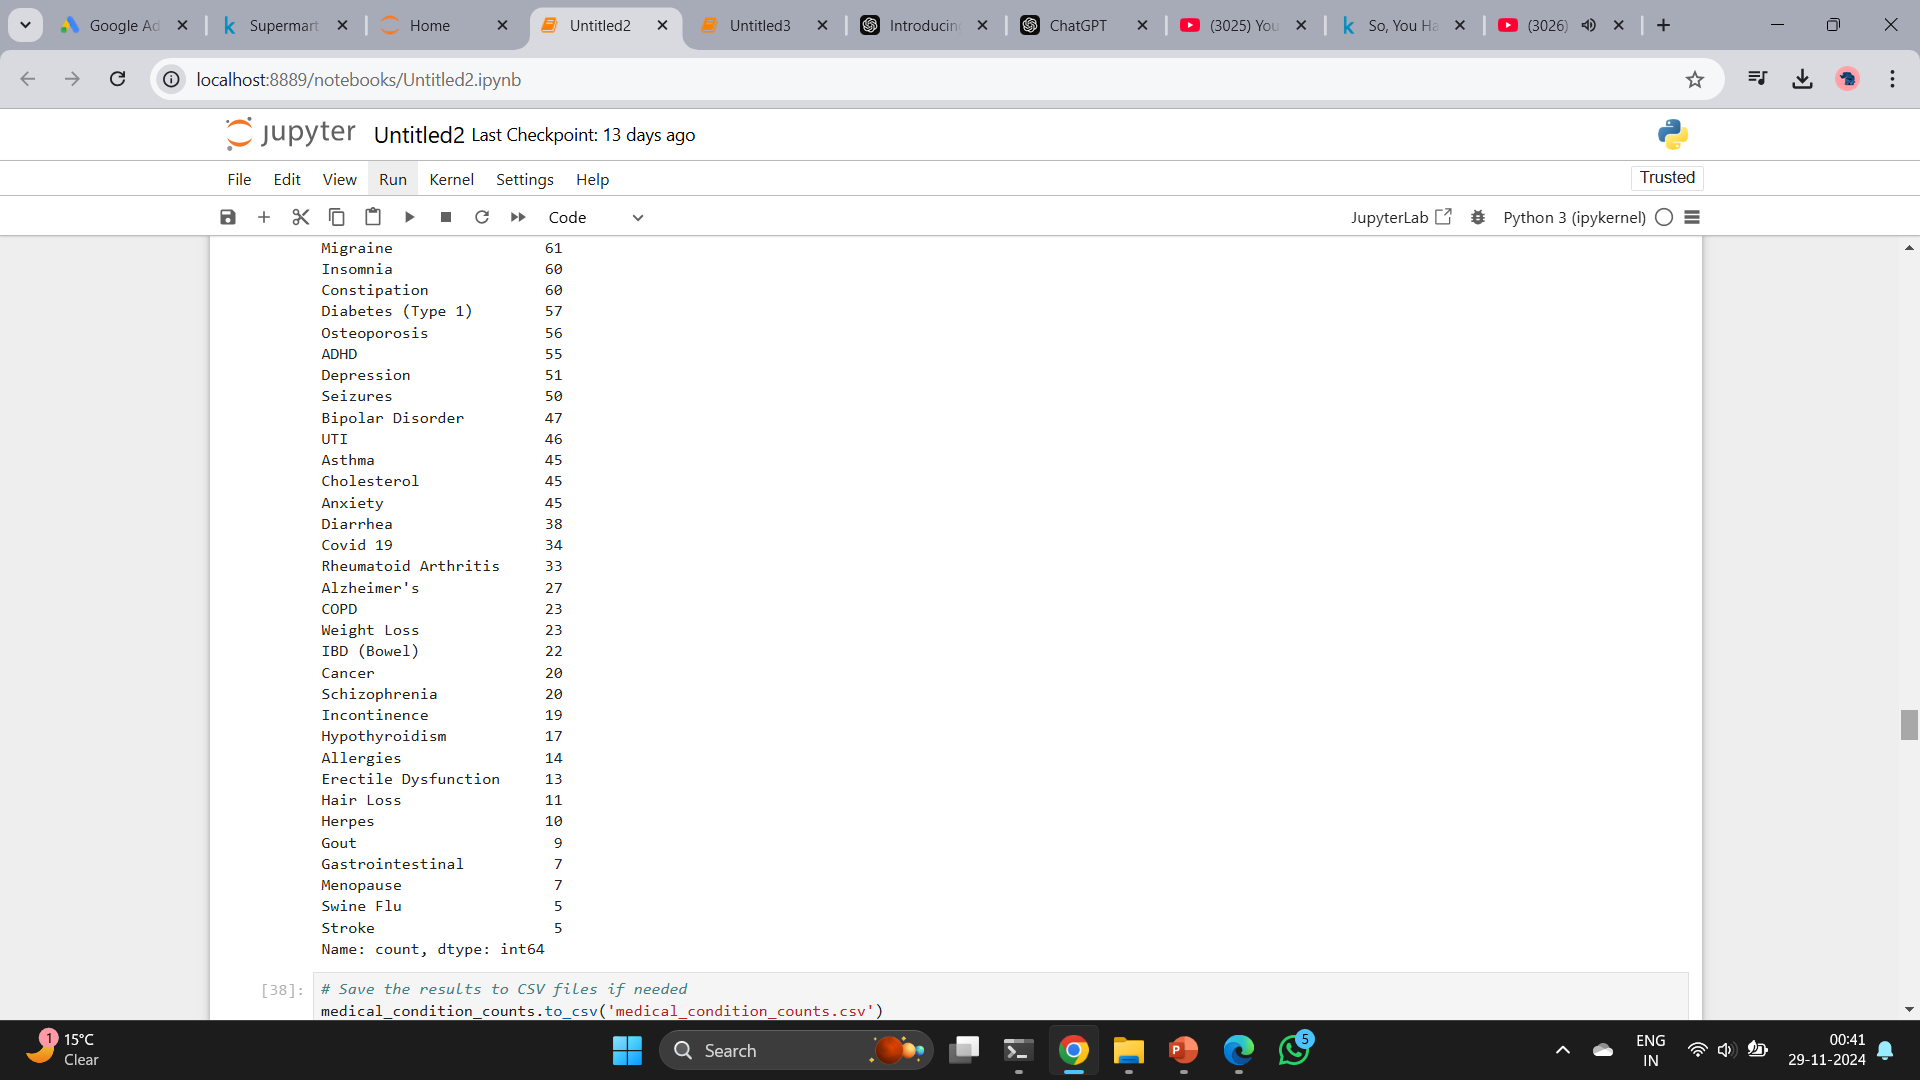 Google Ad
Supermart
Home
Untitled2
Untitled3
Introducin
ChatGPT
(3025) You
So, You Ha
(3026)
localhost:8889/notebooks/Untitled2.ipynb
jupyter Untitled2 Last Checkpoint: 13 days ago
File Edit View Run Kernel Settings Help Trusted
Code JupyterLab Python 3 (ipykernel)
Migraine 61
Insomnia 60
Constipation 60
Diabetes (Type 1) 57
Osteoporosis 56
ADHD 55
Depression 51
Seizures 50
Bipolar Disorder 47
UTI 46
Asthma 45
Cholesterol 45
Anxiety 45
Diarrhea 38
Covid 19 34
Rheumatoid Arthritis 33
Alzheimer's 27
COPD 23
Weight Loss 23
IBD (Bowel) 22
Cancer 20
Schizophrenia 20
Incontinence 19
Hypothyroidism 17
Allergies 14
Erectile Dysfunction 13
Hair Loss 11
Herpes 10
Gout 9
Gastrointestinal 7
Menopause 7
Swine Flu 5
Stroke 5
Name: count, dtype: int64
[38]: # Save the results to CSV files if needed
medical_condition_counts.to_csv('medical_condition_counts.csv')
1
15°C
Clear
Search
5
ENG
IN
00:41
29-11-2024